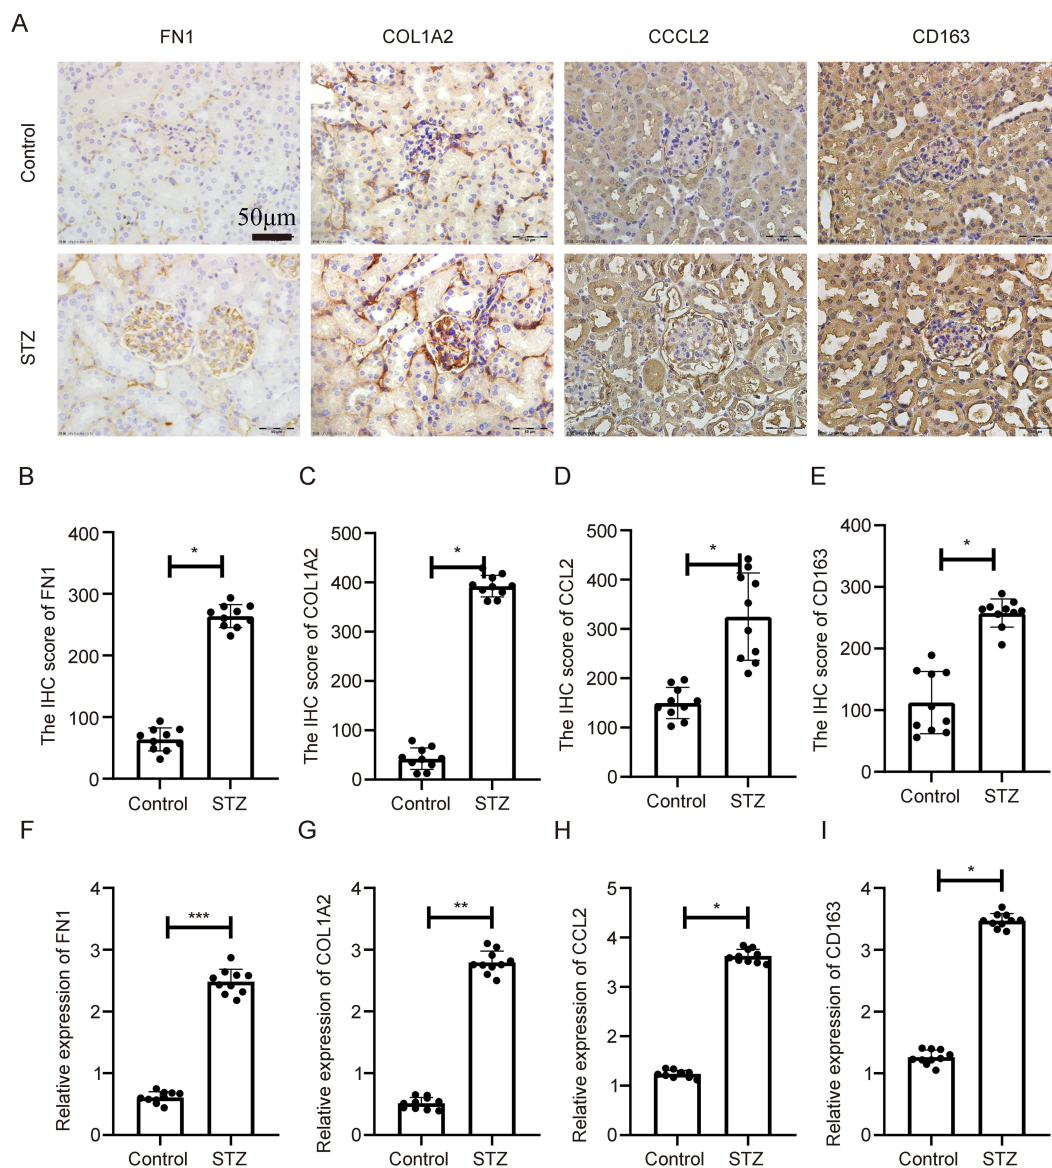 A
FN1 COL1A2 CCCL2 CD163
Control
50μm
STZ
B C D E
The IHC score of FN1
400
300
200
100
0
*
Control STZ
The IHC score of COL1A2
500
400
300
200
100
0
*
Control STZ
The IHC score of CCL2
500
400
300
200
100
0
*
Control STZ
The IHC score of CD163
400
300
200
100
0
*
Control STZ
F G H I
Relative expression of FN1
4
3
2
1
0
***
Control STZ
Relative expression of COL1A2
4
3
2
1
0
**
Control STZ
Relative expression of CCL2
5
4
3
2
1
0
*
Control STZ
Relative expression of CD163
4
3
2
1
0
*
Control STZ